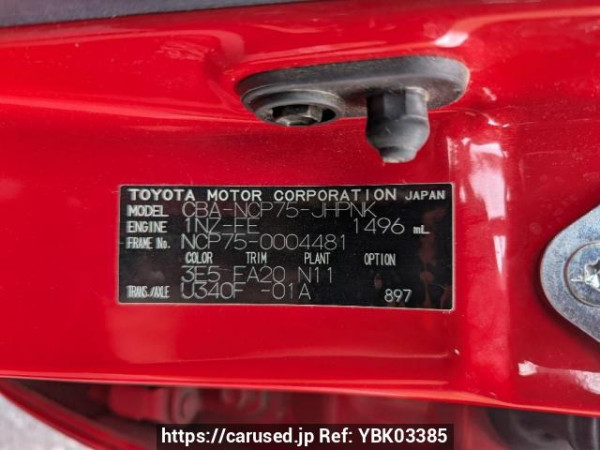 TOYOTA MOTOR CORPORATION JAPAN
MODEL CBA-NCP75-JHPNK
ENGINE 1NZ-FE 1496 mL
FRAME No. NCP75-0004481
COLOR TRIM PLANT OPTION
3E5 FA20 N11
TRANS./AXLE U340F -01A 897
https://carused.jp Ref: YBK03385